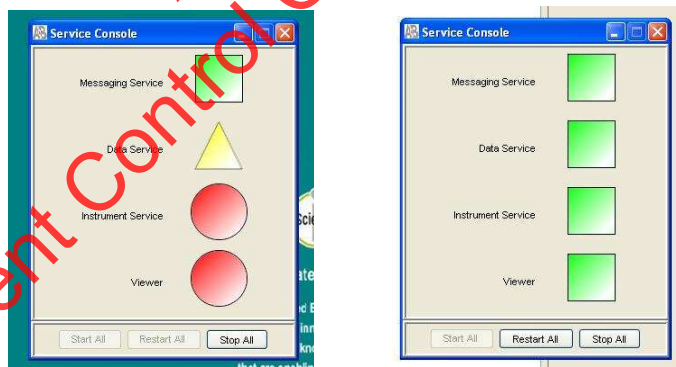 Service Console
Messaging Service
Data Service
Instrument Service
Viewer
Start All Restart All Stop All
Service Console
Messaging Service
Data Service
Instrument Service
Viewer
Start All Restart All Stop All
ent Control